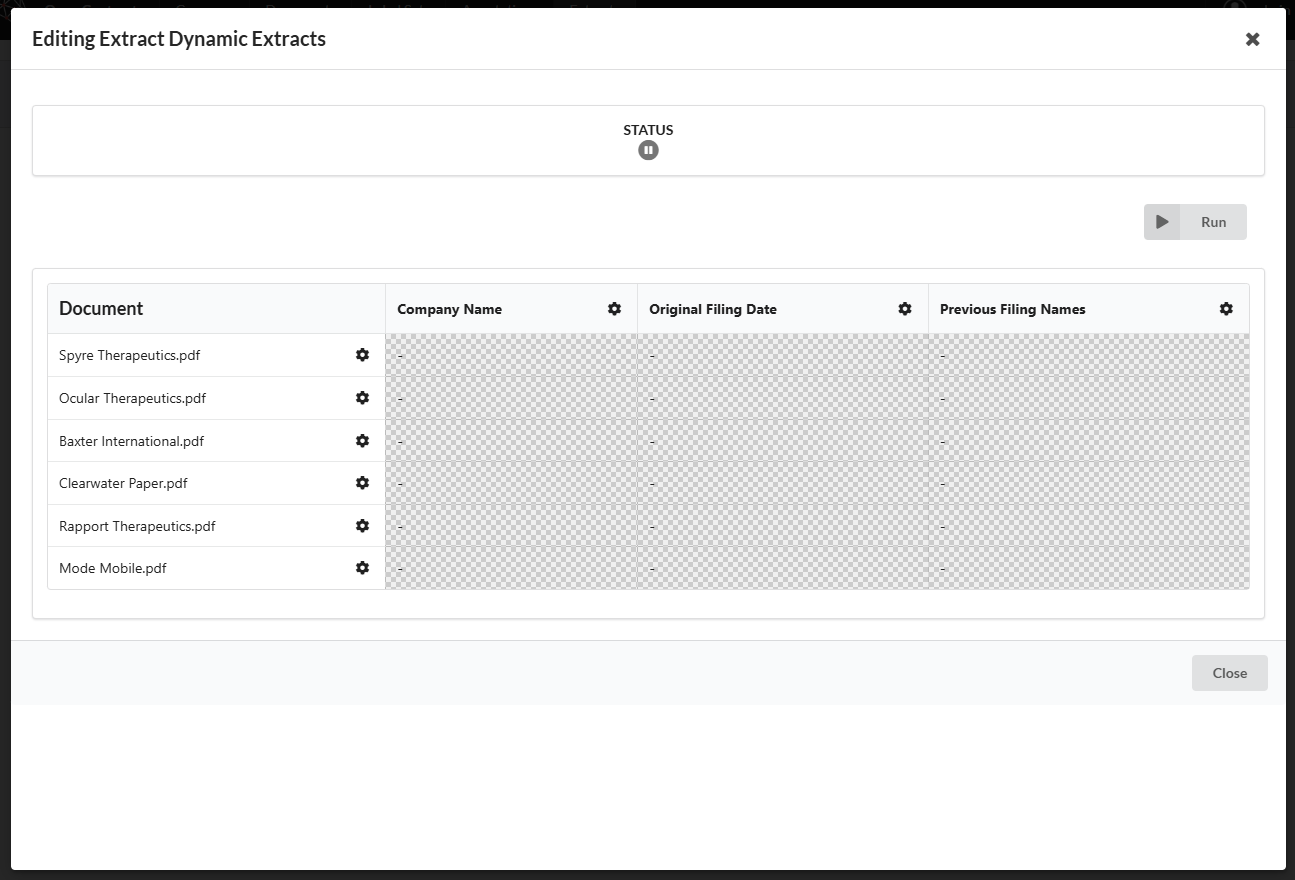 Editing Extract Dynamic Extracts
STATUS
Run
Document Company Name Original Filing Date Previous Filing Names
Spyre Therapeutics.pdf - - -
Ocular Therapeutics.pdf - - -
Baxter International.pdf - - -
Clearwater Paper.pdf - - -
Rapport Therapeutics.pdf - - -
Mode Mobile.pdf - - -
Close